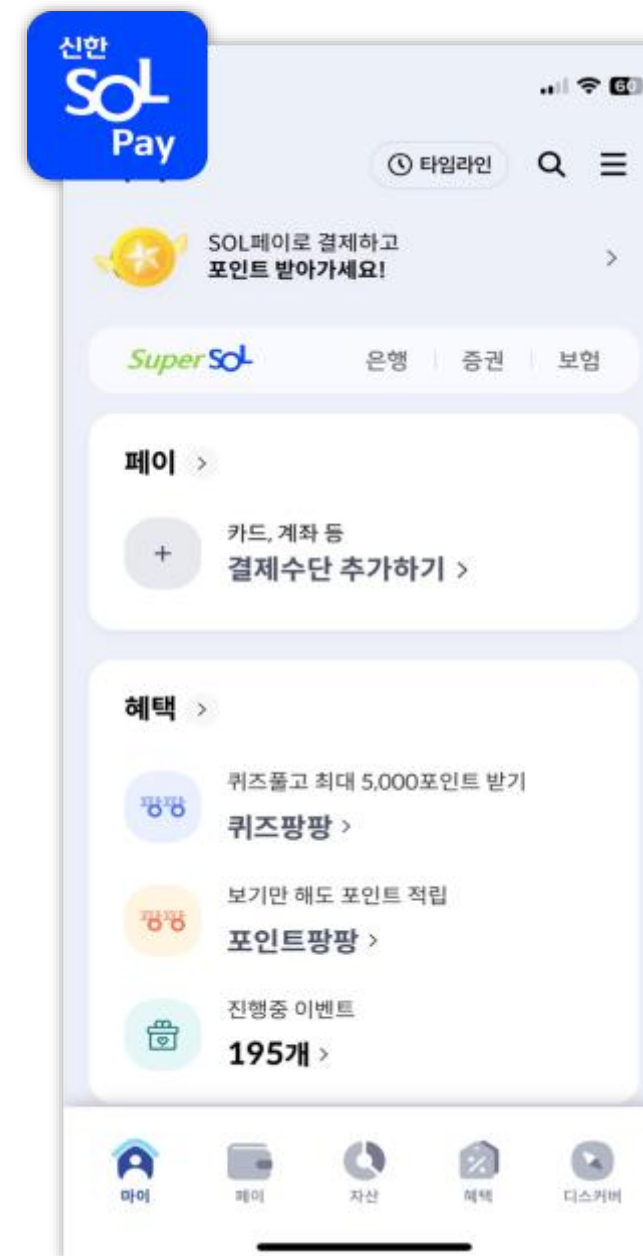 신한
SOL
Pay
60
타임라인
SOL페이로 결제하고
포인트 받아가세요!
Super SOL 은행 증권 보험
페이
카드, 계좌 등
결제수단 추가하기
혜택
퀴즈풀고 최대 5,000포인트 받기
팡팡
퀴즈팡팡
보기만 해도 포인트 적립
팡팡
포인트팡팡
진행중 이벤트
195개
마이 페이 자산 혜택 디스커버